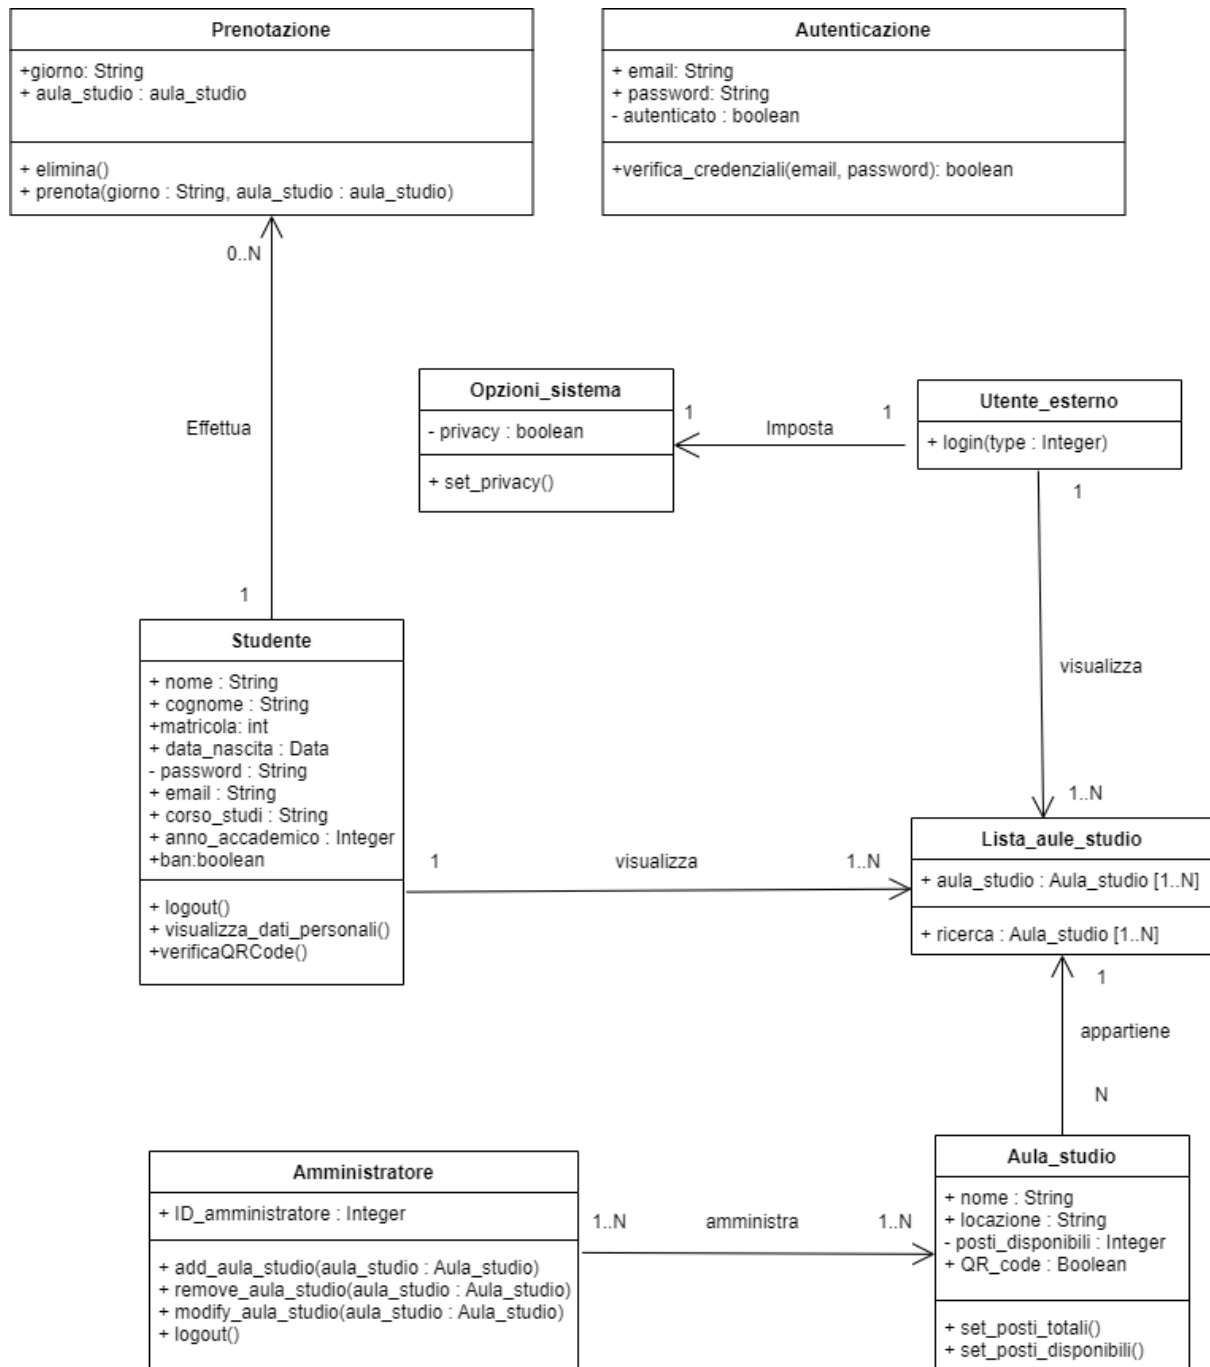 Prenotazione
+giorno: String
+ aula_studio : aula_studio
+ elimina()
+ prenota(giorno : String, aula_studio : aula_studio)
Autenticazione
+ email: String
+ password: String
- autenticato : boolean
+verifica_credenziali(email, password): boolean
0..N
Effettua
1
Opzioni_sistema
- privacy : boolean
+ set_privacy()
1
Imposta
1
Utente_esterno
+ login(type : Integer)
1
visualizza
1..N
Studente
+ nome : String
+ cognome : String
+matricola: int
+ data_nascita : Data
- password : String
+ email : String
+ corso_studi : String
+ anno_accademico : Integer
+ban:boolean
+ logout()
+ visualizza_dati_personali()
+verificaQRCode()
1
visualizza
1..N
Lista_aule_studio
+ aula_studio : Aula_studio [1..N]
+ ricerca : Aula_studio [1..N]
1
appartiene
N
Amministratore
+ ID_amministratore : Integer
+ add_aula_studio(aula_studio : Aula_studio)
+ remove_aula_studio(aula_studio : Aula_studio)
+ modify_aula_studio(aula_studio : Aula_studio)
+ logout()
1..N
amministra
1..N
Aula_studio
+ nome : String
+ locazione : String
- posti_disponibili : Integer
+ QR_code : Boolean
+ set_posti_totali()
+ set_posti_disponibili()